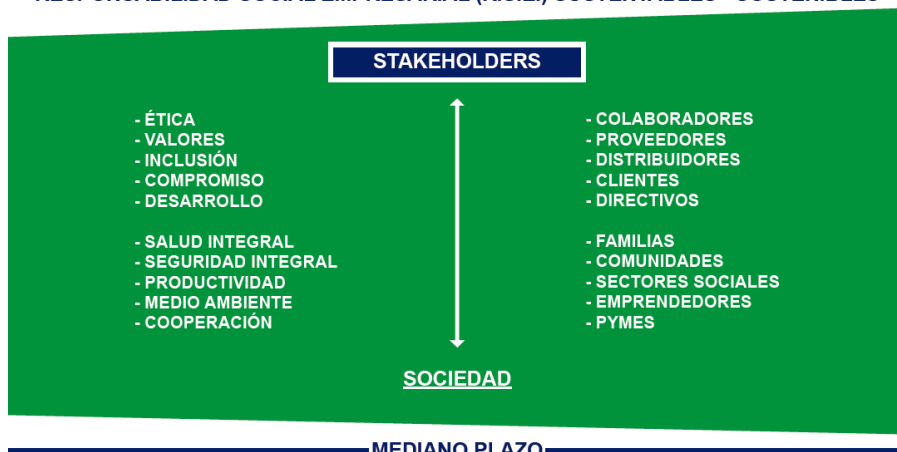 STAKEHOLDERS
- ÉTICA
- VALORES
- INCLUSIÓN
- COMPROMISO
- DESARROLLO
- SALUD INTEGRAL
- SEGURIDAD INTEGRAL
- PRODUCTIVIDAD
- MEDIO AMBIENTE
- COOPERACIÓN
- COLABORADORES
- PROVEEDORES
- DISTRIBUIDORES
- CLIENTES
- DIRECTIVOS
- FAMILIAS
- COMUNIDADES
- SECTORES SOCIALES
- EMPRENDEDORES
- PYMES
SOCIEDAD
MEDIANO PLAZO